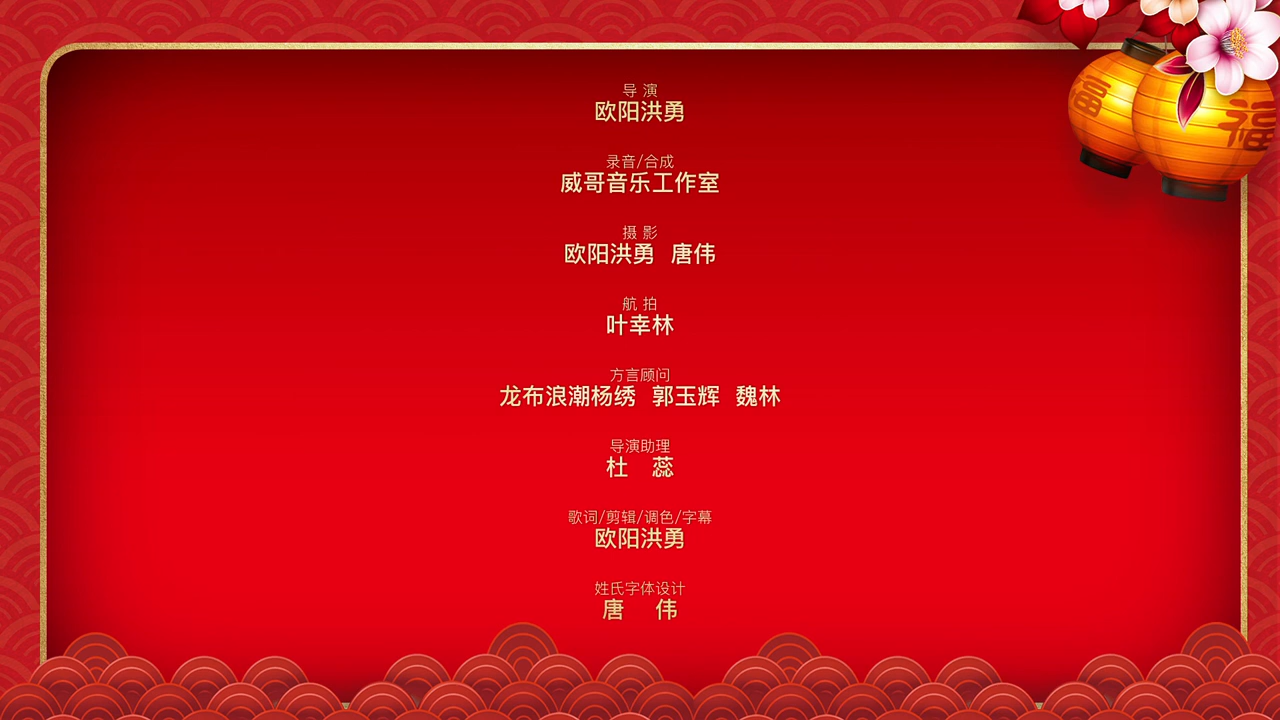 导 演
欧阳洪勇
录音/合成
威哥音乐工作室
摄 影
欧阳洪勇 唐伟
航 拍
叶幸林
方言顾问
龙布浪潮杨绣 郭玉辉 魏林
导演助理
杜 蕊
歌词/剪辑/调色/字幕
欧阳洪勇
姓氏字体设计
唐 伟
福
福